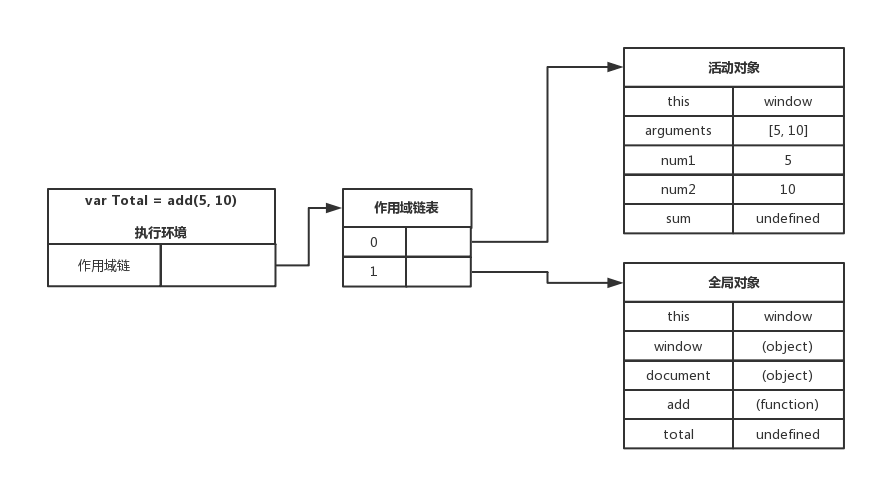 var Total = add(5, 10)
执行环境
作用域链
作用域链表
0
1
活动对象
this window
arguments [5, 10]
num1 5
num2 10
sum undefined
全局对象
this window
window (object)
document (object)
add (function)
total undefined